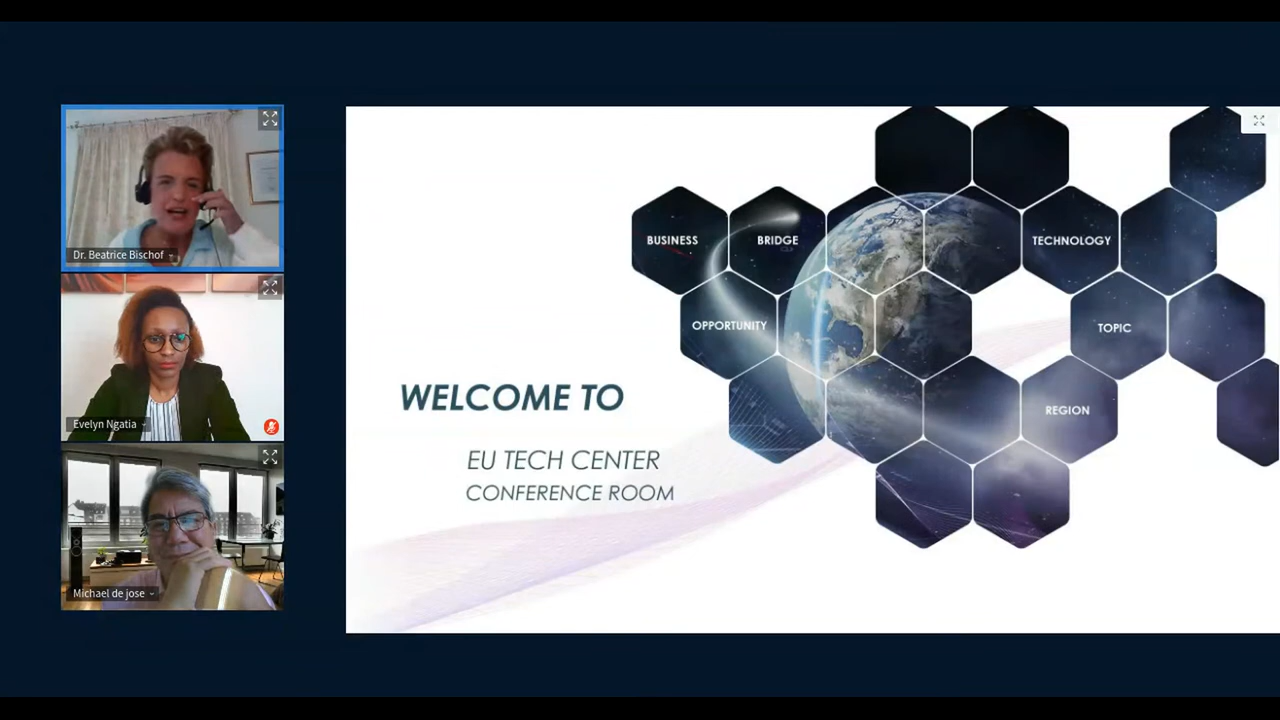 Dr. Beatrice Bischof
Evelyn Ngatia
Michael de jose
WELCOME TO
EU TECH CENTER
CONFERENCE ROOM
BUSINESS
BRIDGE
TECHNOLOGY
OPPORTUNITY
TOPIC
REGION